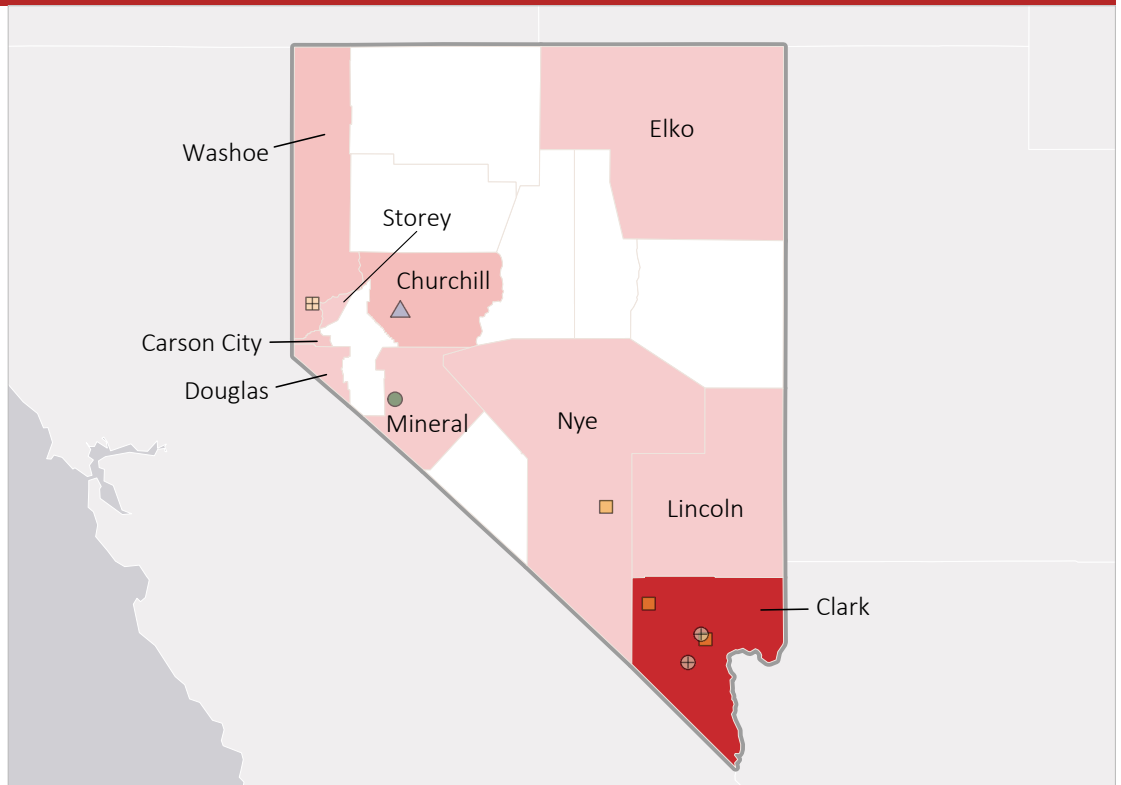 Elko
Washoe
Storey
Churchill
Carson City
Douglas
Mineral
Nye
Lincoln
Clark